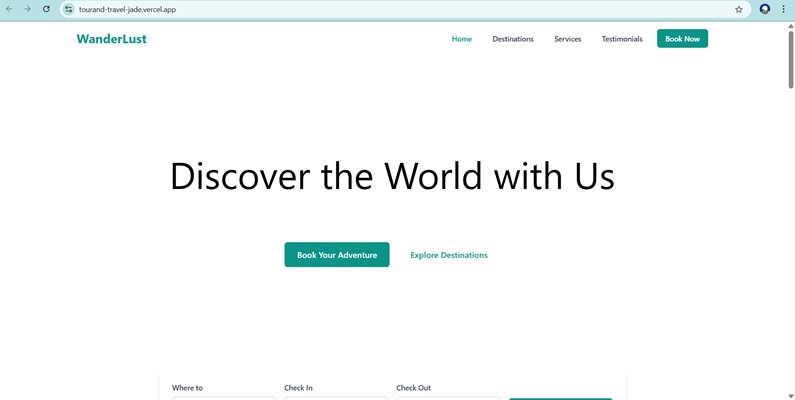 tourand-travel-jade.vercel.app
WanderLust
Home Destinations Services Testimonials Book Now
Discover the World with Us
Book Your Adventure Explore Destinations
Where to Check In Check Out